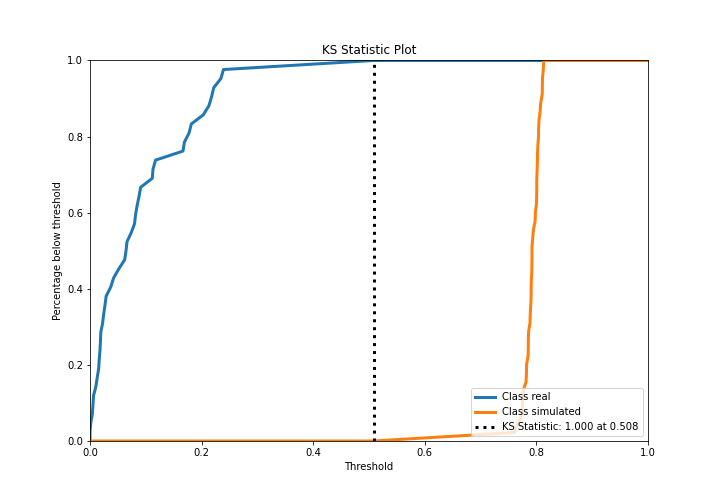 KS Statistic Plot
1.0
0.8
0.6
0.4
0.2
0.0
Percentage below threshold
0.0 0.2 0.4 0.6 0.8 1.0
Threshold
Class real
Class simulated
KS Statistic: 1.000 at 0.508